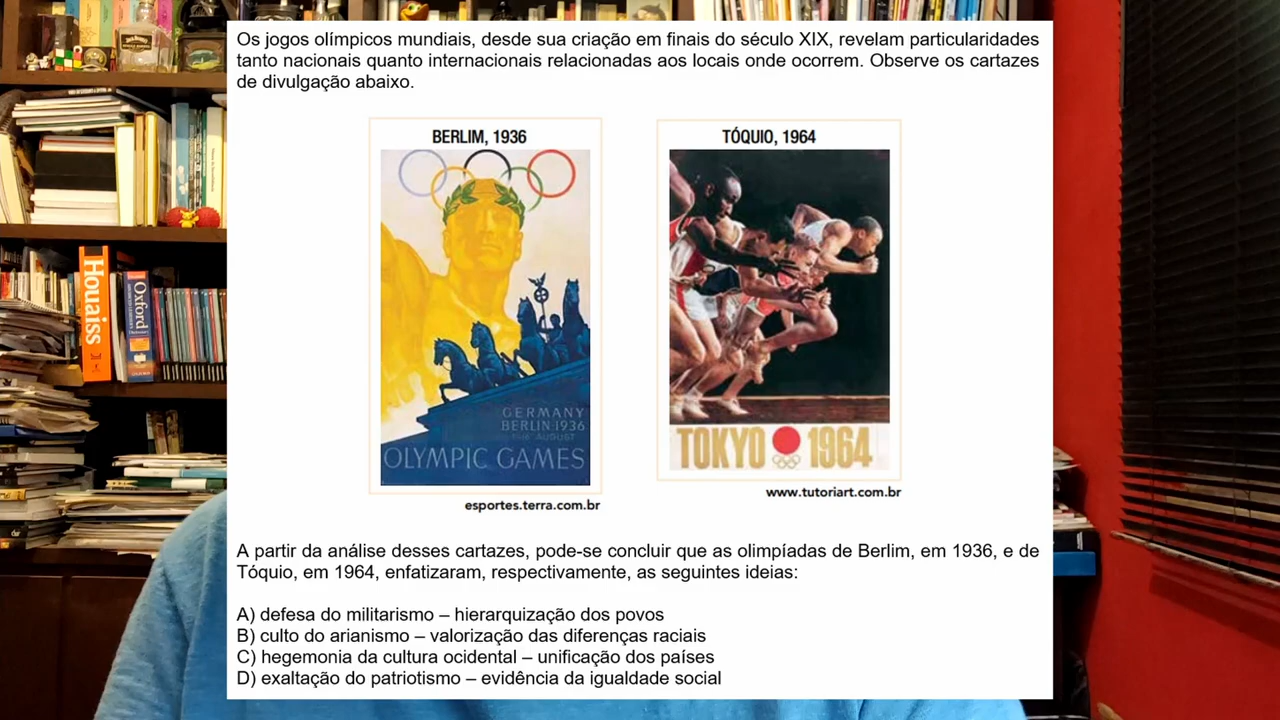 Os jogos olímpicos mundiais, desde sua criação em finais do século XIX, revelam particularidades
tanto nacionais quanto internacionais relacionadas aos locais onde ocorrem. Observe os cartazes
de divulgação abaixo.
BERLIM, 1936
GERMANY
BERLIN 1936
AUGUST
OLYMPIC GAMES
esportes.terra.com.br
TÓQUIO, 1964
TOKYO 1964
www.tutoriart.com.br
A partir da análise desses cartazes, pode-se concluir que as olimpíadas de Berlim, em 1936, e de
Tóquio, em 1964, enfatizaram, respectivamente, as seguintes ideias:
A) defesa do militarismo – hierarquização dos povos
B) culto do arianismo – valorização das diferenças raciais
C) hegemonia da cultura ocidental – unificação dos países
D) exaltação do patriotismo – evidência da igualdade social
Houaiss
Oxford